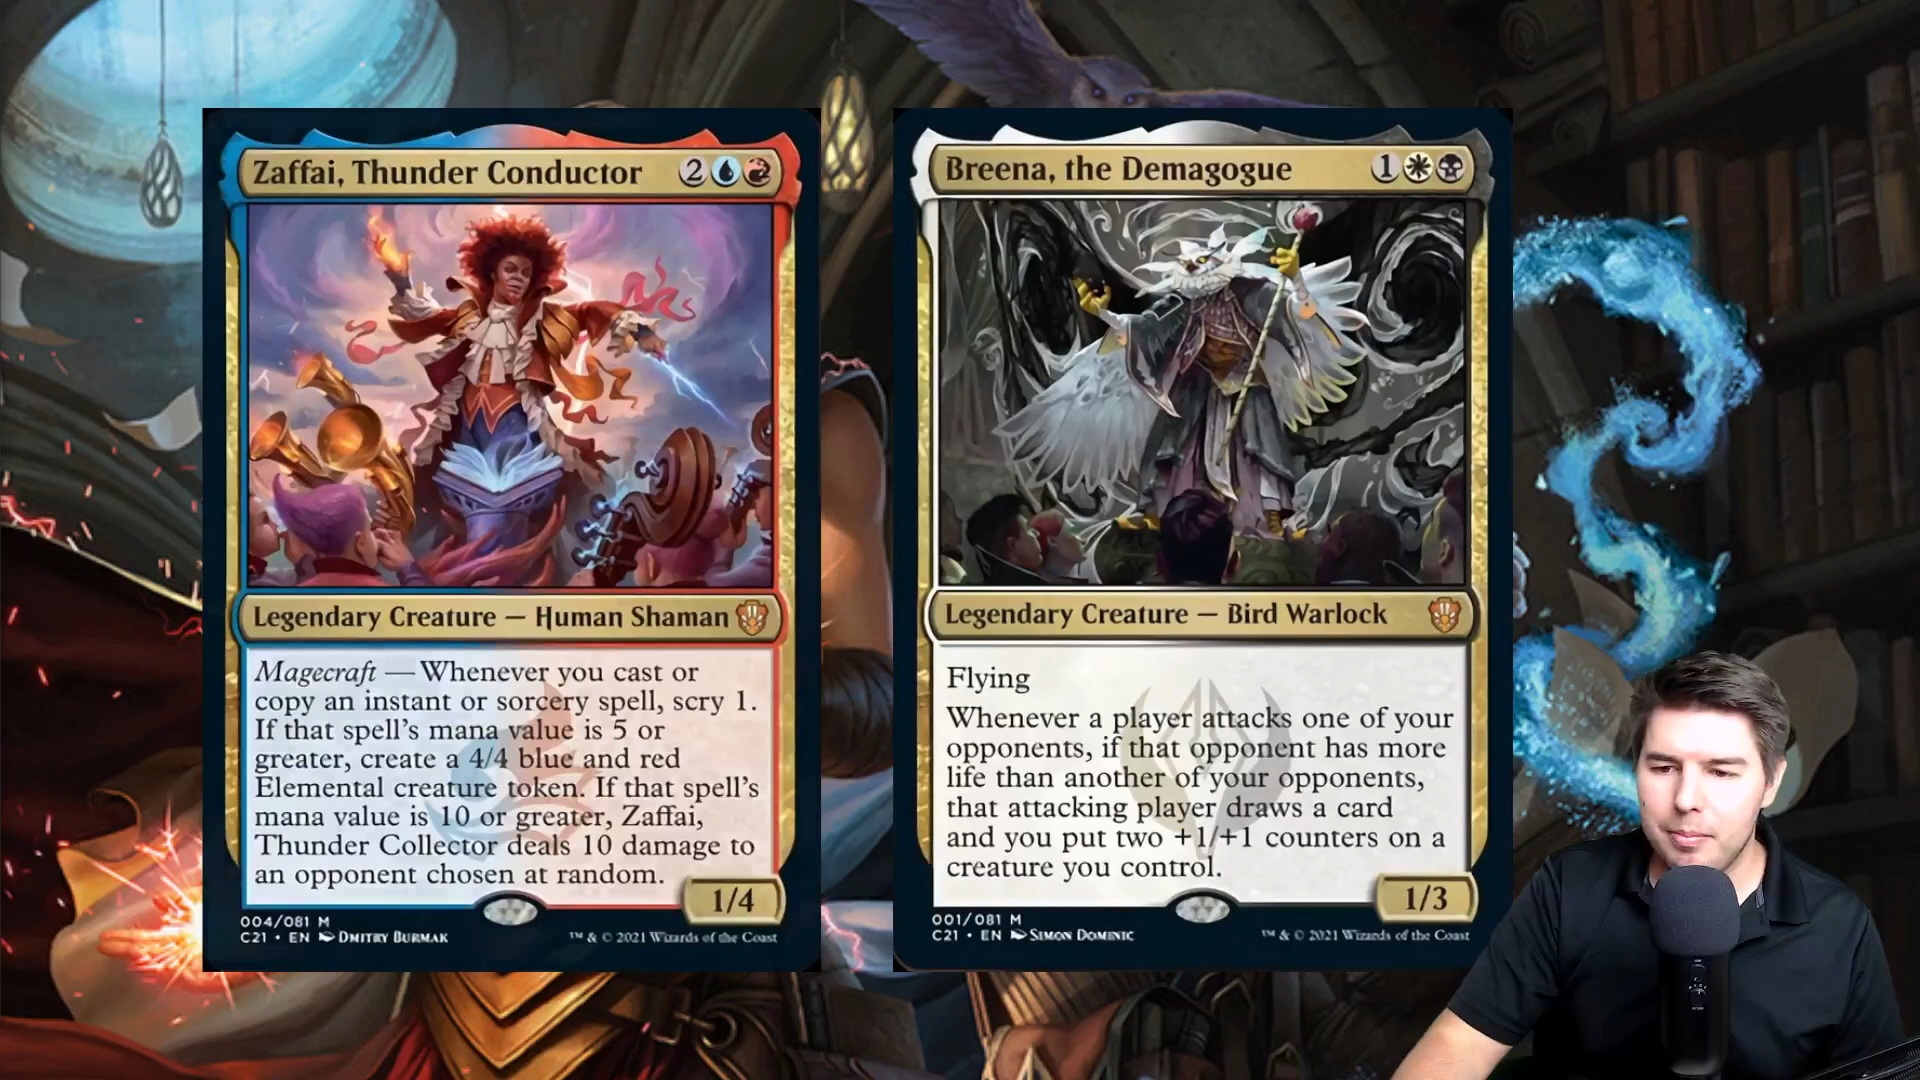 Zaffai, Thunder Conductor 2
Legendary Creature — Human Shaman
Magecraft — Whenever you cast or
copy an instant or sorcery spell, scry 1.
If that spell's mana value is 5 or
greater, create a 4/4 blue and red
Elemental creature token. If that spell's
mana value is 10 or greater, Zaffai,
Thunder Collector deals 10 damage to
an opponent chosen at random.
1/4
004/081 M
C21 • EN Dmitry Burmak
™ & © 2021 Wizards of the Coast
Breena, the Demagogue 1
Legendary Creature — Bird Warlock
Flying
Whenever a player attacks one of your
opponents, if that opponent has more
life than another of your opponents,
that attacking player draws a card
and you put two +1/+1 counters on a
creature you control.
1/3
001/081 M
C21 • EN Simon Dominic
™ & © 2021 Wizards of the Coast